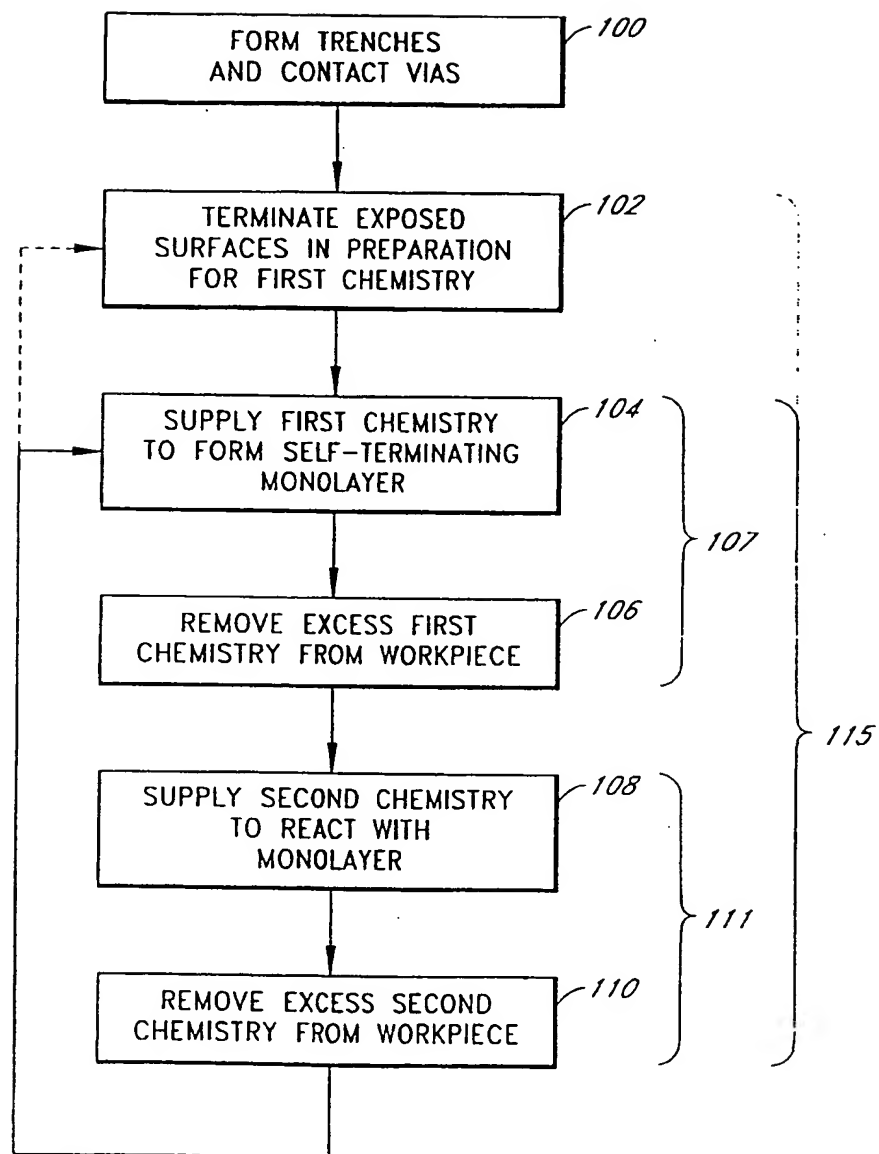 100
FORM TRENCHES
AND CONTACT VIAS
102
TERMINATE EXPOSED
SURFACES IN PREPARATION
FOR FIRST CHEMISTRY
104
SUPPLY FIRST CHEMISTRY
TO FORM SELF-TERMINATING
MONOLAYER
107
106
REMOVE EXCESS FIRST
CHEMISTRY FROM WORKPIECE
115
108
SUPPLY SECOND CHEMISTRY
TO REACT WITH
MONOLAYER
111
110
REMOVE EXCESS SECOND
CHEMISTRY FROM WORKPIECE